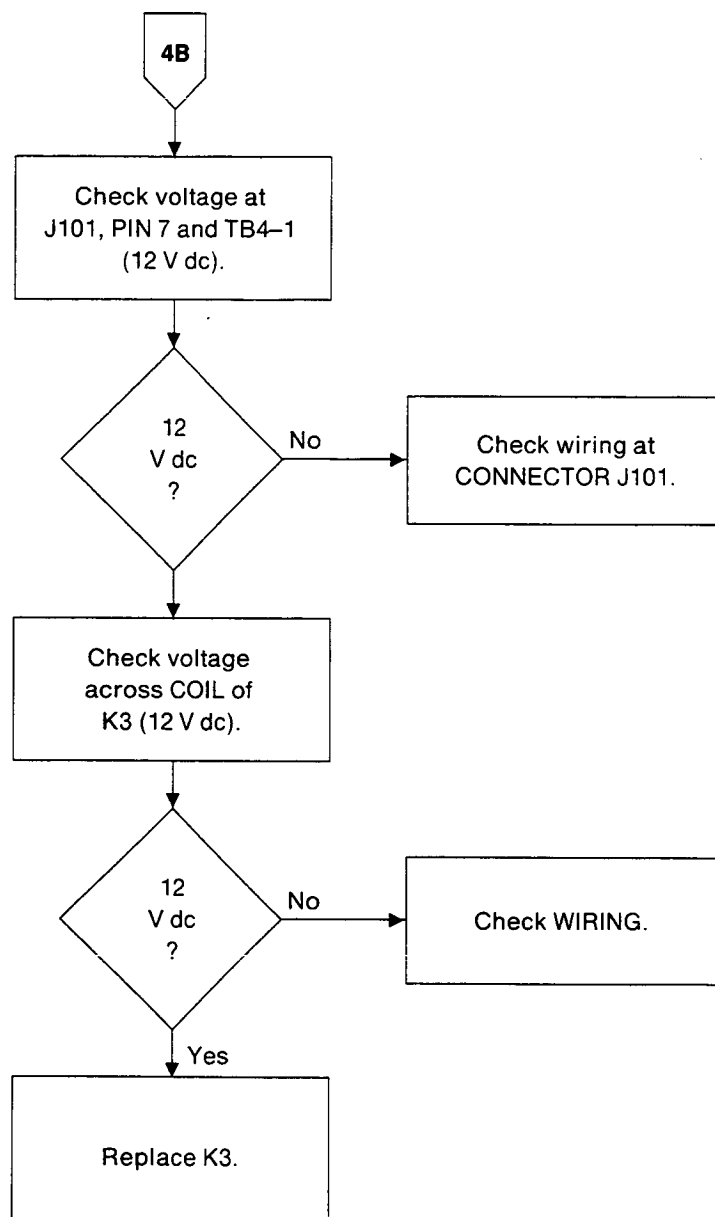 4B
Check voltage at
J101, PIN 7 and TB4–1
(12 V dc).
12
V dc
?
No
Check wiring at
CONNECTOR J101.
Check voltage
across COIL of
K3 (12 V dc).
12
V dc
?
No
Check WIRING.
Yes
Replace K3.